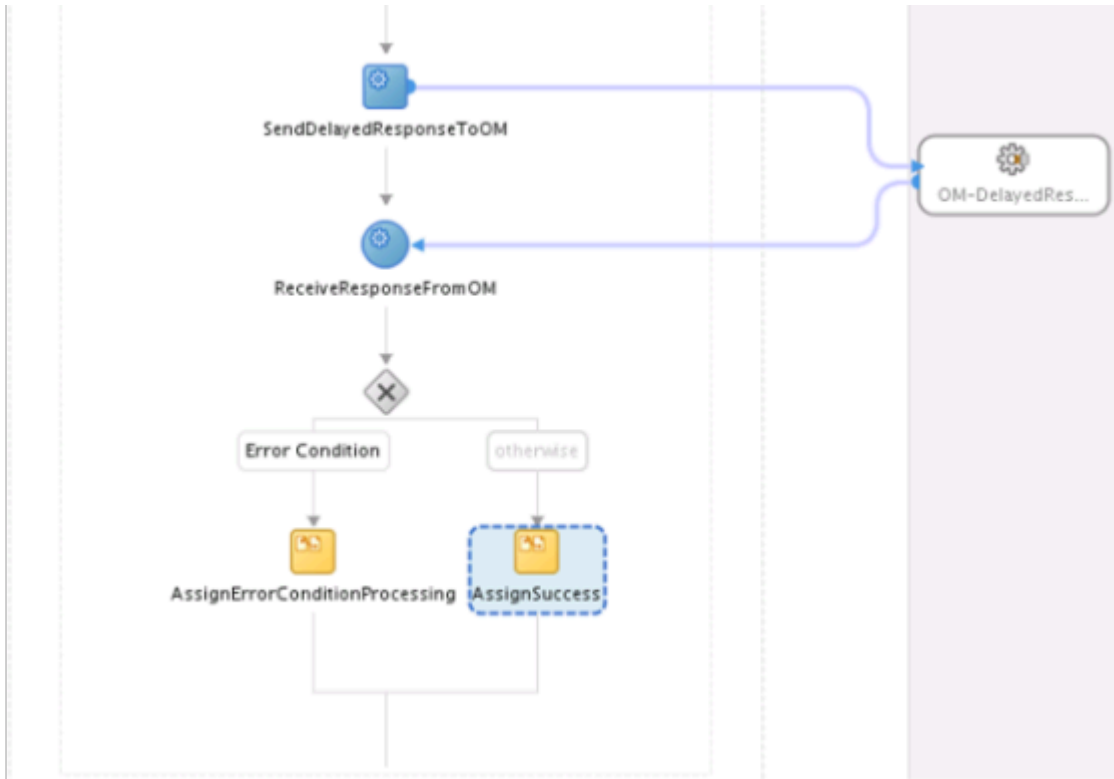 SendDelayedResponseToOM
OM-DelayedRes...
ReceiveResponseFromOM
Error Condition
otherwise
AssignErrorConditionProcessing
AssignSuccess